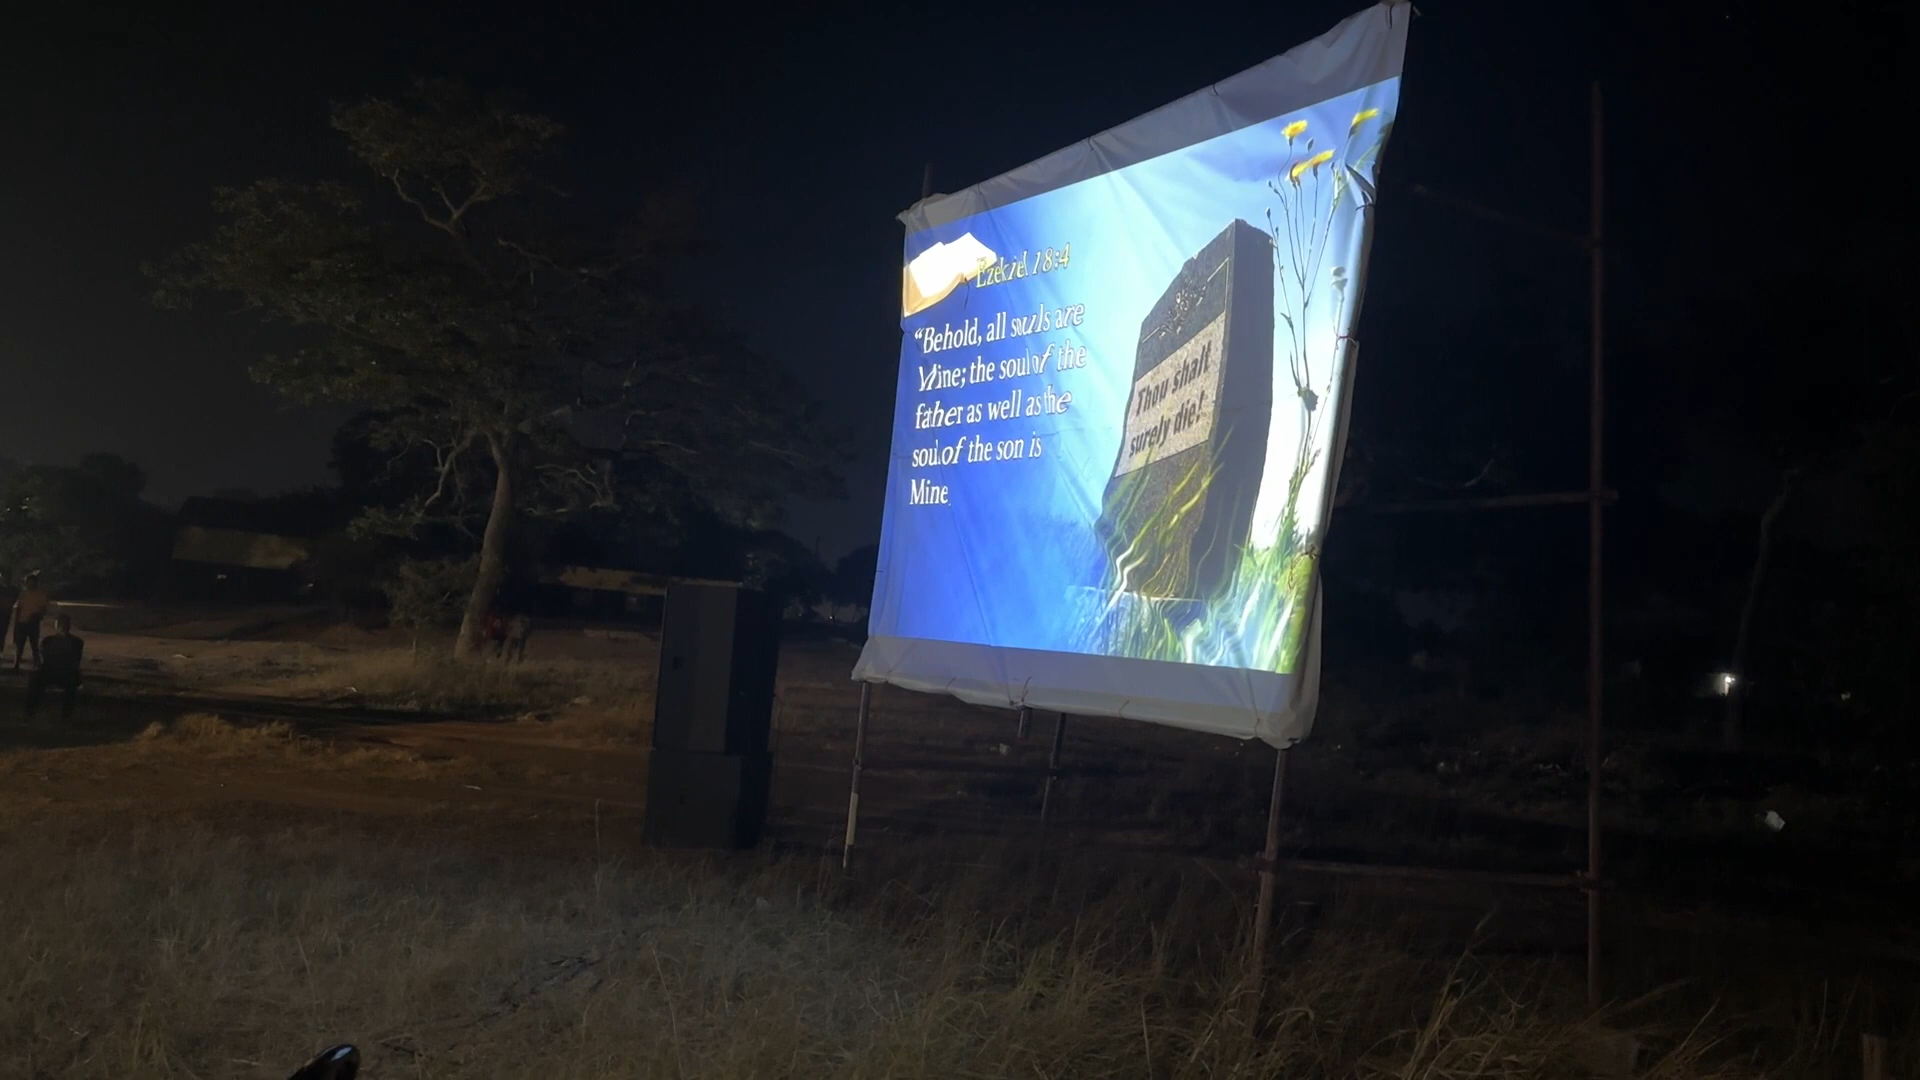 Ezekiel 18:4
“Behold, all souls are
Mine; the soul of the
father as well as the
soul of the son is
Mine
Thou shalt
surely die!